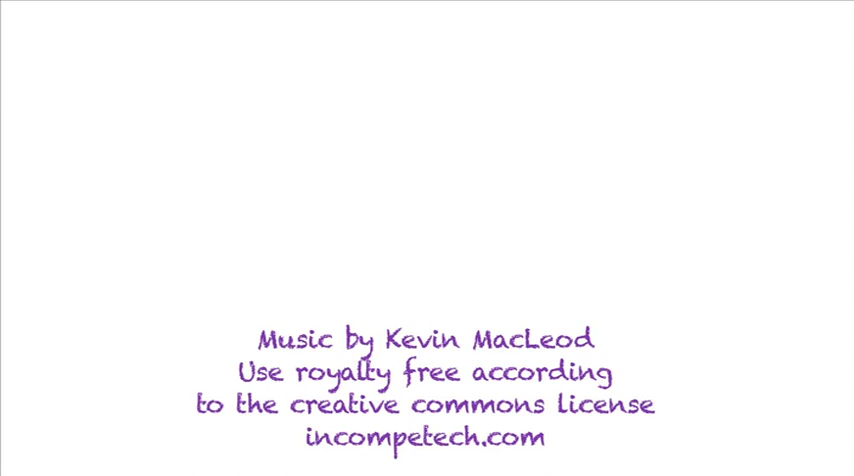 Music by Kevin MacLeod
Use royalty free according
to the creative commons license
incompetech.com